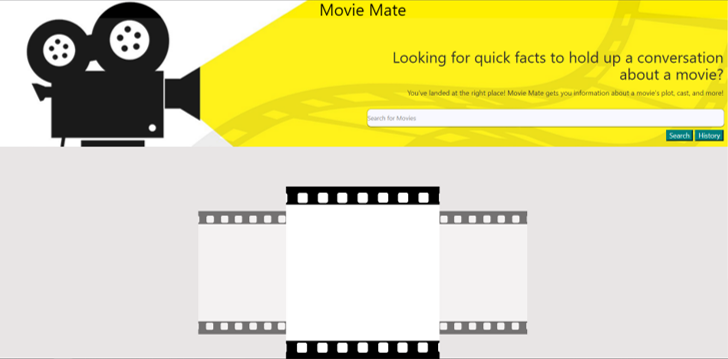 Movie Mate
Looking for quick facts to hold up a conversation
about a movie?
You've landed at the right place! Movie Mate gets you information about a movie's plot, cast, and more!
Search for Movies
Search History